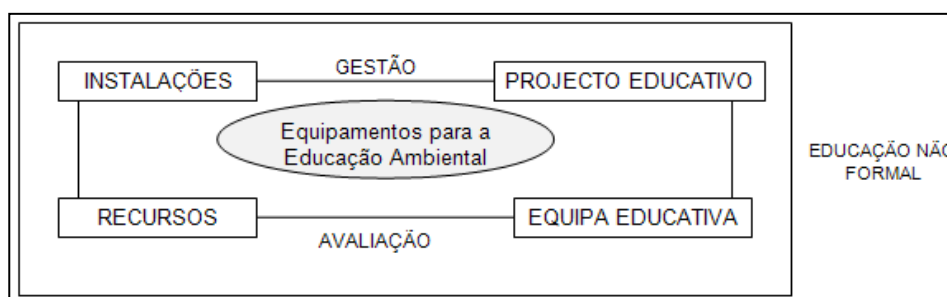 INSTALAÇÕES
GESTÃO
PROJECTO EDUCATIVO
Equipamentos para a
Educação Ambiental
EDUCAÇÃO NÃO
FORMAL
RECURSOS
EQUIPA EDUCATIVA
AVALIAÇÃO